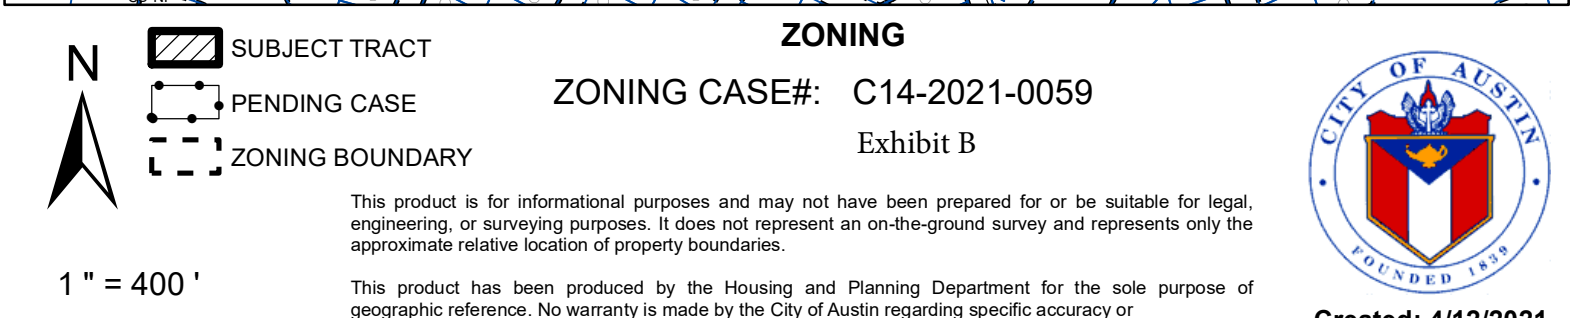 ZONING
N
SUBJECT TRACT
PENDING CASE
ZONING BOUNDARY
ZONING CASE#: C14-2021-0059
Exhibit B
This product is for informational purposes and may not have been prepared for or be suitable for legal,
engineering, or surveying purposes. It does not represent an on-the-ground survey and represents only the
approximate relative location of property boundaries.
1 " = 400 '
This product has been produced by the Housing and Planning Department for the sole purpose of
geographic reference. No warranty is made by the City of Austin regarding specific accuracy or
CITY OF AUSTIN
FOUNDED 1839
Created: 4/12/2021